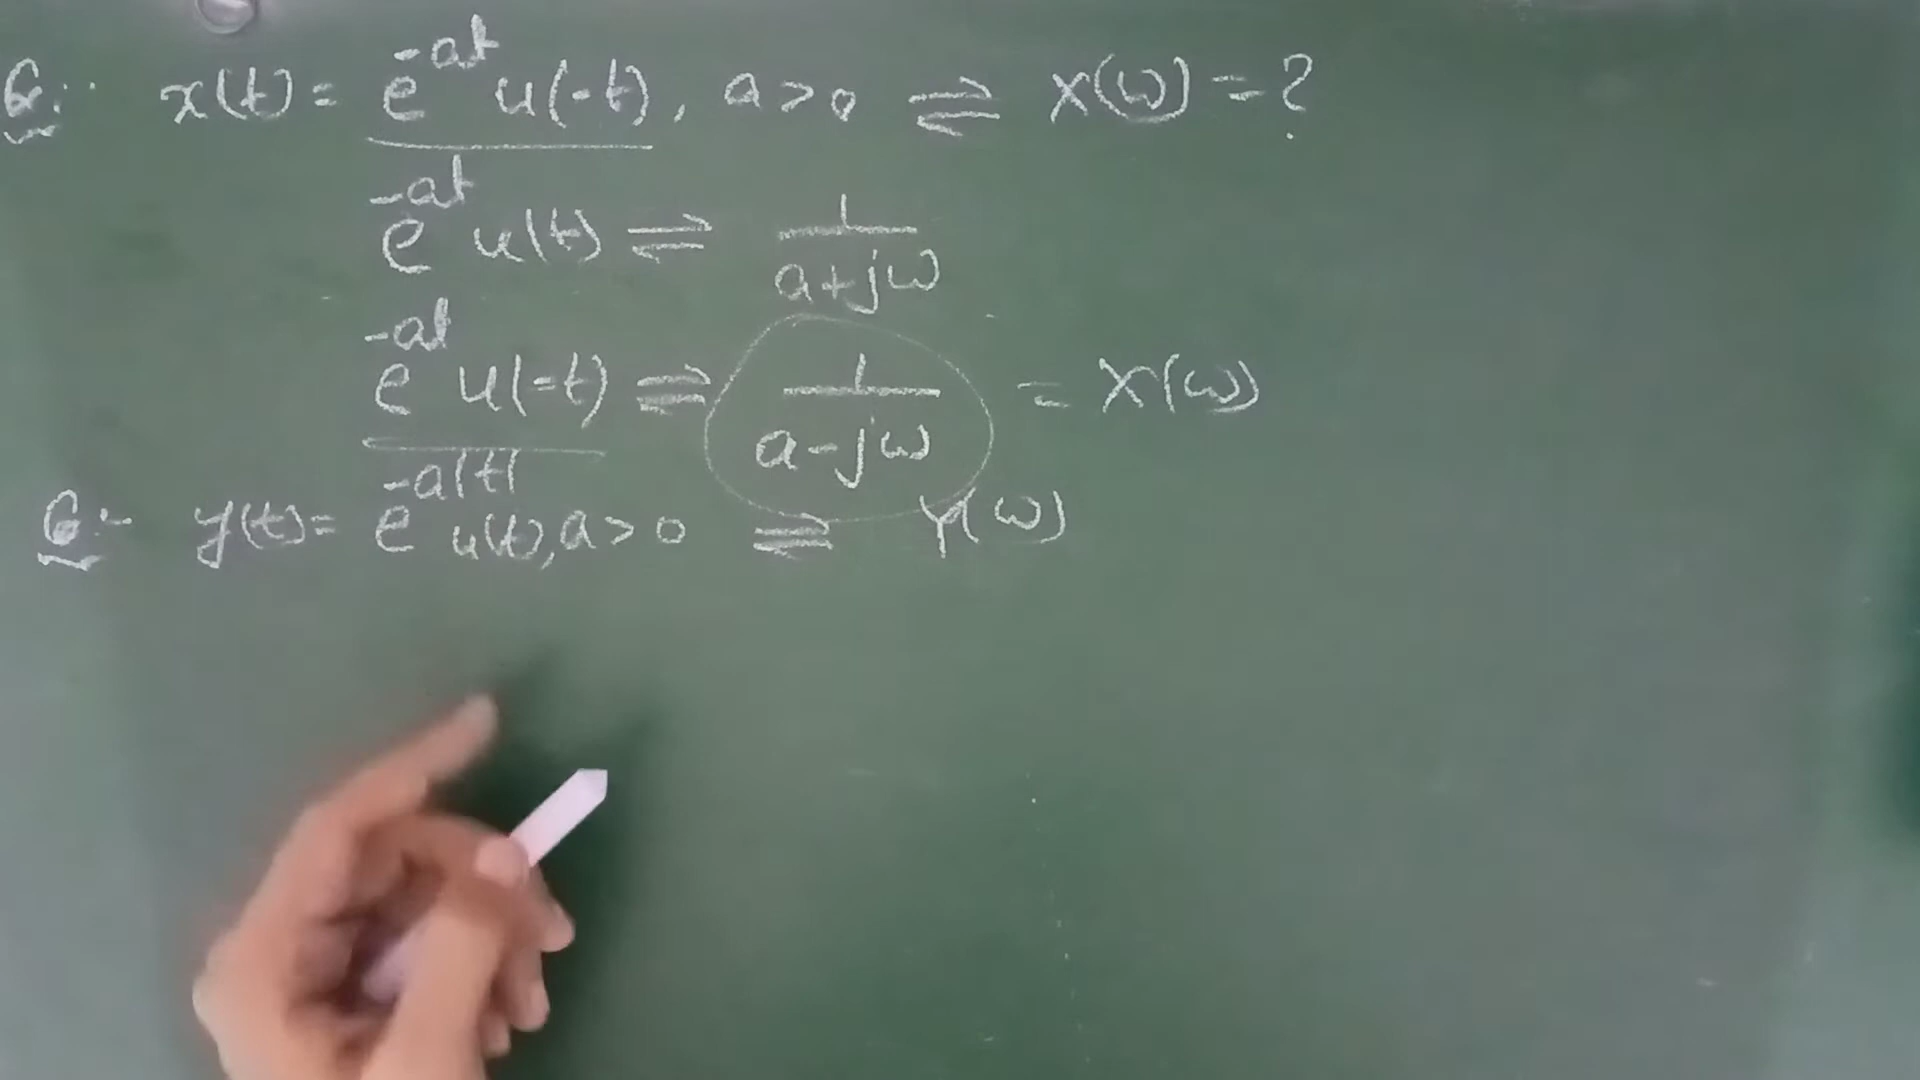 Q:- x(t) = e^{-at} u(-t), a > 0 ⇌ X(ω) = ?
e^{-at} u(t) ⇌ 1/(a+jω)
e^{-at} u(-t) ⇌ 1/(a-jω) = X(ω)
Q:- y(t) = e^{-a|t|} u(t), a > 0 ⇌ Y(ω)